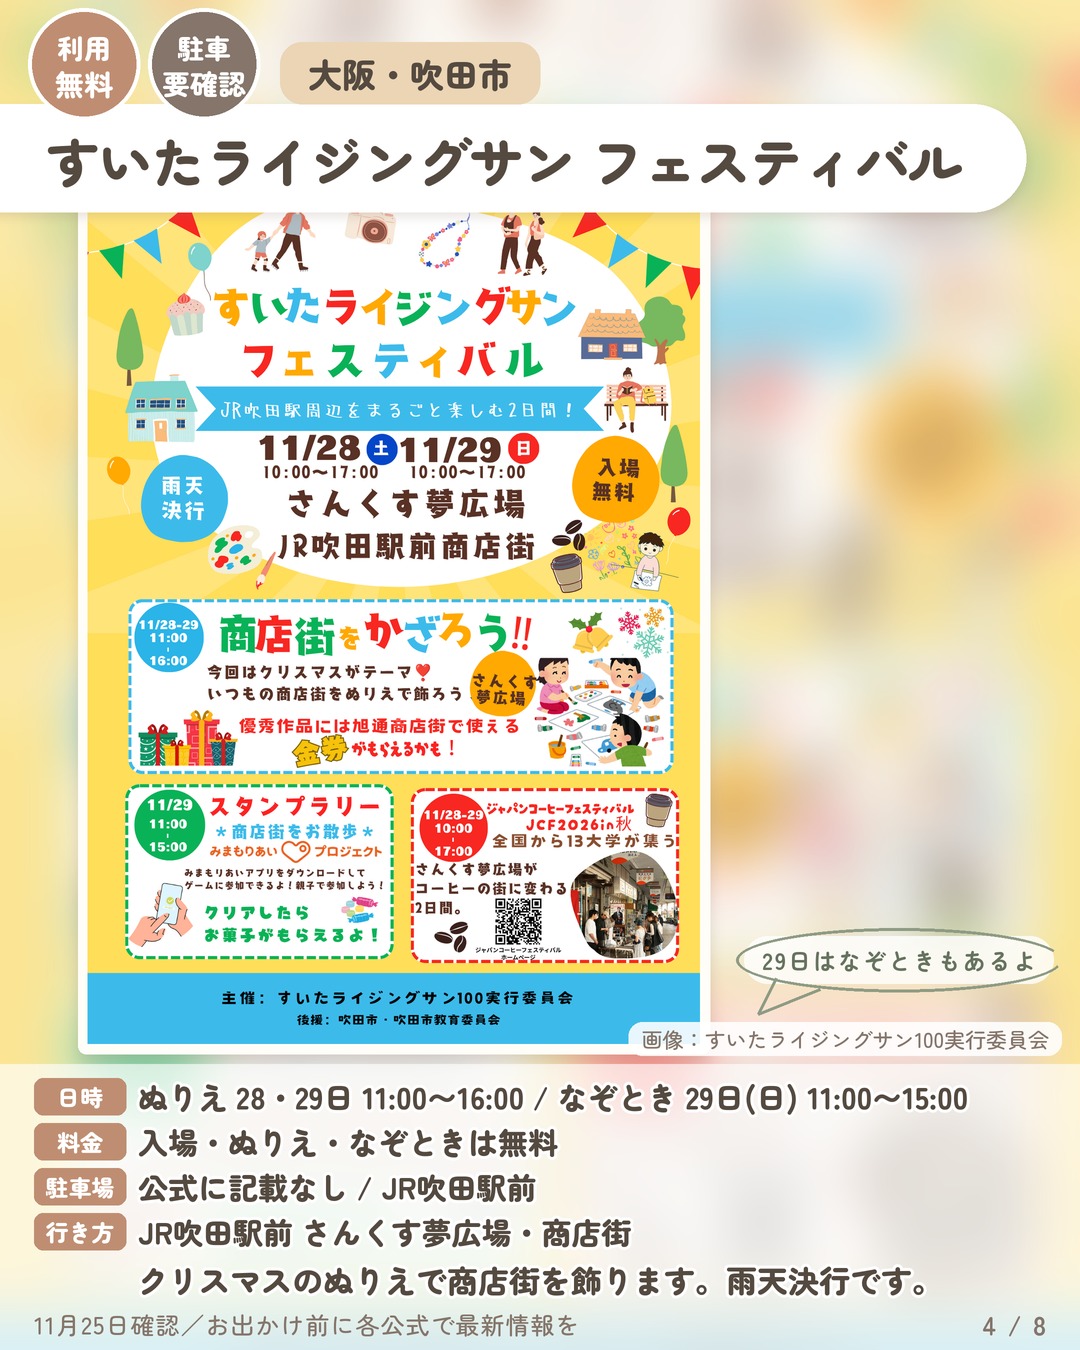 利用
無料
駐車
要確認
大阪・吹田市
すいたライジングサン フェスティバル
すいたライジングサン
フェスティバル
JR吹田駅周辺をまるごと楽しむ2日間！
11/28 土 11/29 日
10:00〜17:00 10:00〜17:00
雨天
決行
入場
無料
さんくす夢広場
JR吹田駅前商店街
11/28-29
11:00
-
16:00
商店街をかざろう!!
今回はクリスマスがテーマ
いつもの商店街をぬりえで飾ろう
さんくす
夢広場
優秀作品には旭通商店街で使える
金券がもらえるかも！
11/29
11:00
-
15:00
スタンプラリー
＊商店街をお散歩＊
みまもりあい プロジェクト
みまもりあいアプリをダウンロードして
ゲームに参加できるよ！親子で参加しよう！
クリアしたら
お菓子がもらえるよ！
11/28-29
10:00
-
17:00
ジャパンコーヒーフェスティバル
JCF2026in秋
全国から13大学が集う
さんくす夢広場が
コーヒーの街に変わる
2日間。
ジャパンコーヒーフェスティバル
ホームページ
主催：すいたライジングサン100実行委員会
後援：吹田市・吹田市教育委員会
29日はなぞときもあるよ
画像：すいたライジングサン100実行委員会
日時 ぬりえ 28・29日 11:00〜16:00 / なぞとき 29日(日) 11:00〜15:00
料金 入場・ぬりえ・なぞときは無料
駐車場 公式に記載なし / JR吹田駅前
行き方 JR吹田駅前 さんくす夢広場・商店街
クリスマスのぬりえで商店街を飾ります。雨天決行です。
11月25日確認／お出かけ前に各公式で最新情報を
4 / 8